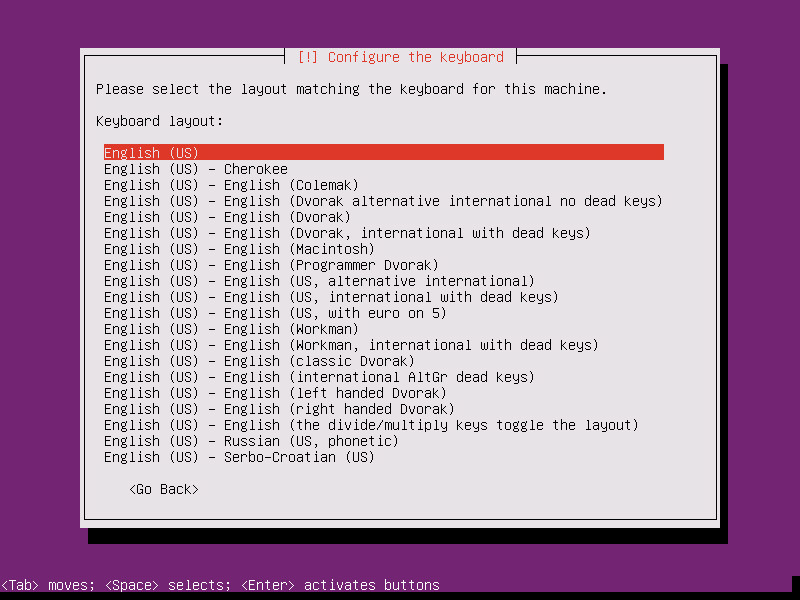 [!] Configure the keyboard
Please select the layout matching the keyboard for this machine.
Keyboard layout:
English (US)
English (US) - Cherokee
English (US) - English (Colemak)
English (US) - English (Dvorak alternative international no dead keys)
English (US) - English (Dvorak)
English (US) - English (Dvorak, international with dead keys)
English (US) - English (Macintosh)
English (US) - English (Programmer Dvorak)
English (US) - English (US, alternative international)
English (US) - English (US, international with dead keys)
English (US) - English (US, with euro on 5)
English (US) - English (Workman)
English (US) - English (Workman, international with dead keys)
English (US) - English (classic Dvorak)
English (US) - English (international AltGr dead keys)
English (US) - English (left handed Dvorak)
English (US) - English (right handed Dvorak)
English (US) - English (the divide/multiply keys toggle the layout)
English (US) - Russian (US, phonetic)
English (US) - Serbo-Croatian (US)
<Go Back>
<Tab> moves; <Space> selects; <Enter> activates buttons